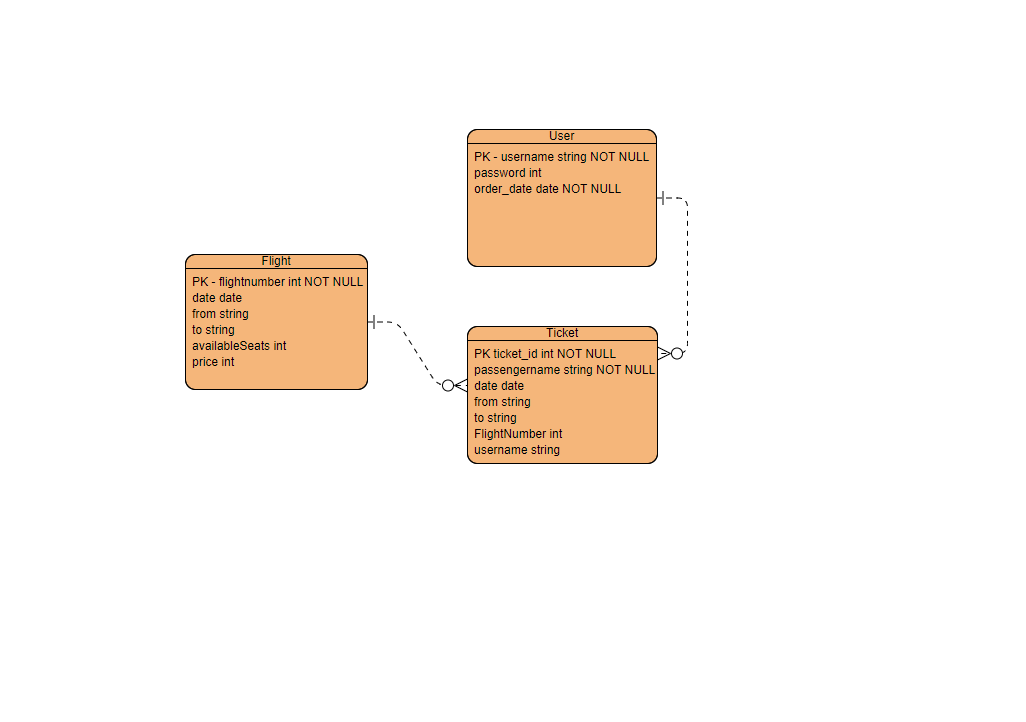 User
PK - username string NOT NULL
password int
order_date date NOT NULL
Flight
PK - flightnumber int NOT NULL
date date
from string
to string
availableSeats int
price int
Ticket
PK ticket_id int NOT NULL
passengername string NOT NULL
date date
from string
to string
FlightNumber int
username string